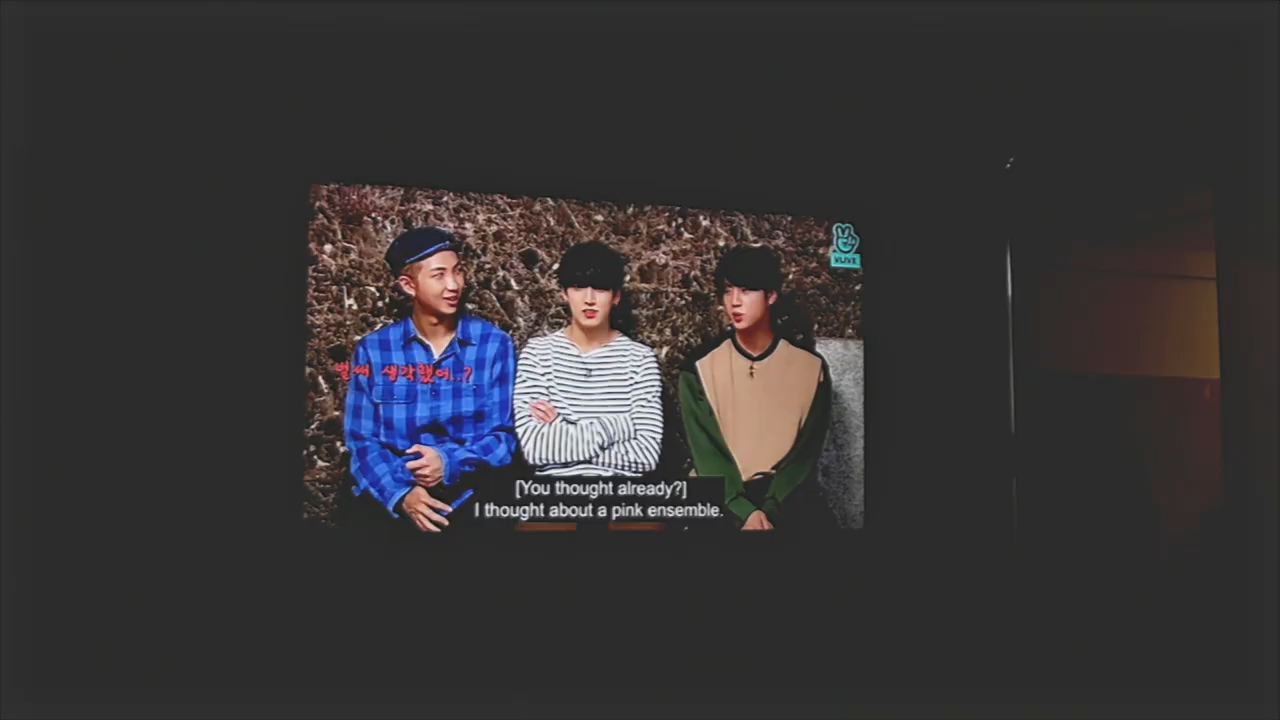 VLIVE
벌써 생각했어..?
[You thought already?]
I thought about a pink ensemble.